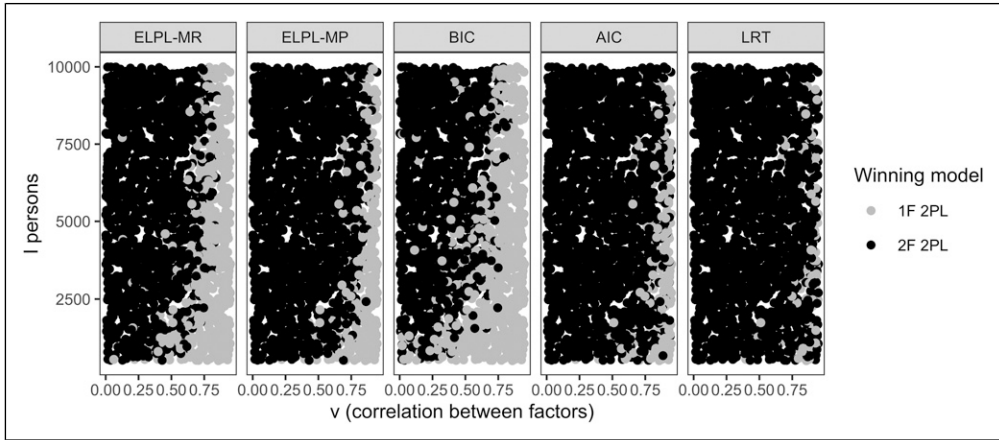 ELPL-MR ELPL-MP BIC AIC LRT
10000
7500
5000
2500
I persons
0.00 0.25 0.50 0.75 0.00 0.25 0.50 0.75 0.00 0.25 0.50 0.75 0.00 0.25 0.50 0.75 0.00 0.25 0.50 0.75
v (correlation between factors)
Winning model
1F 2PL
2F 2PL